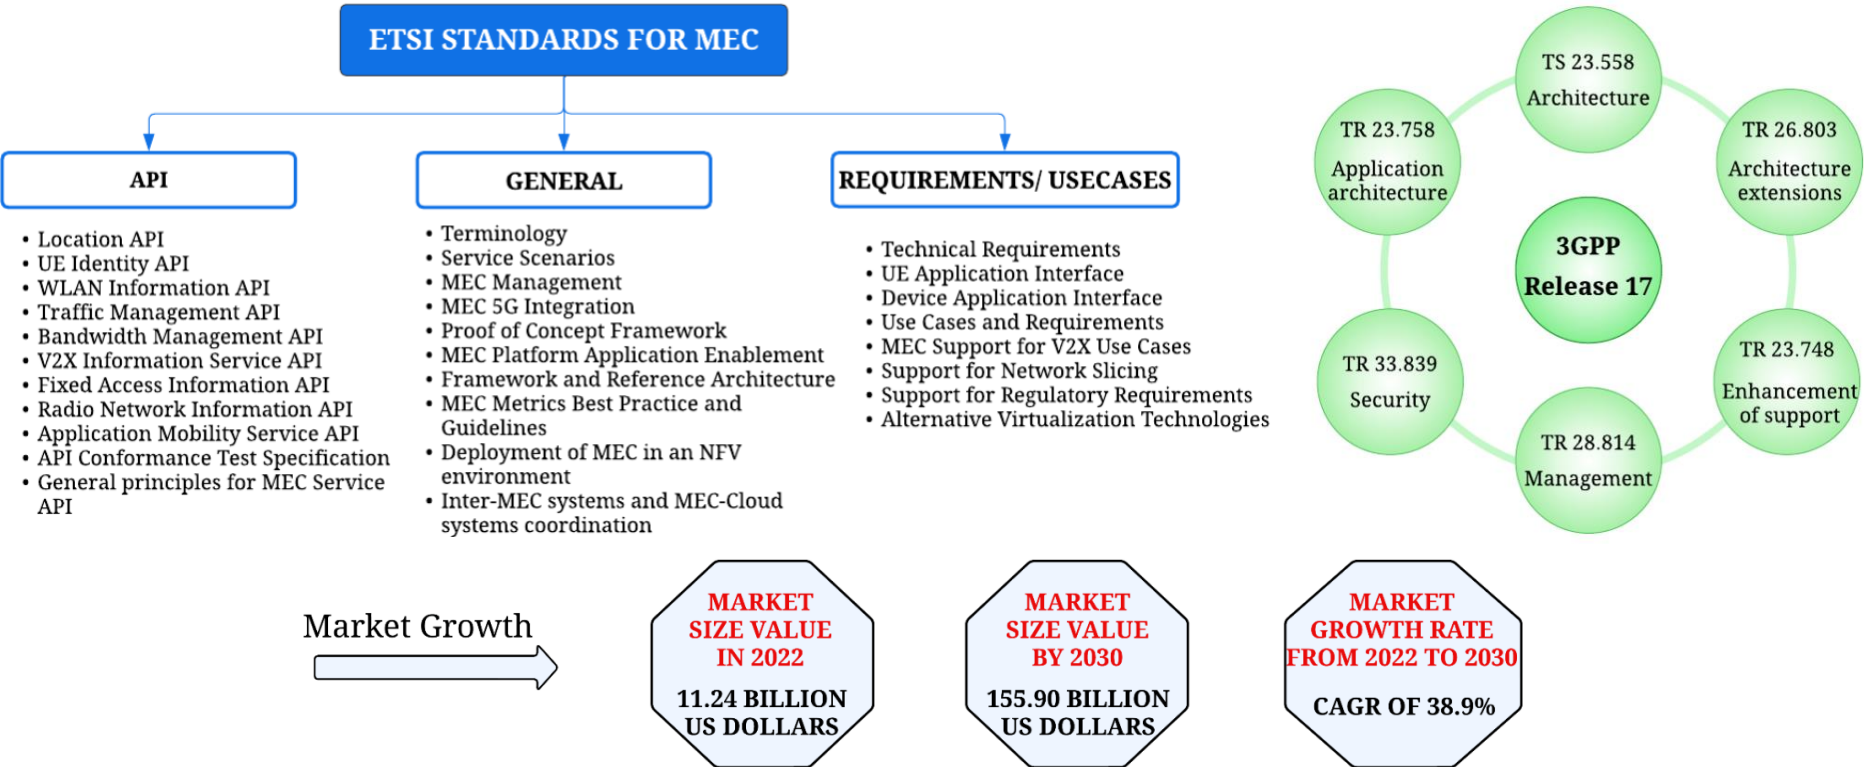 ETSI STANDARDS FOR MEC
API
• Location API
• UE Identity API
• WLAN Information API
• Traffic Management API
• Bandwidth Management API
• V2X Information Service API
• Fixed Access Information API
• Radio Network Information API
• Application Mobility Service API
• API Conformance Test Specification
• General principles for MEC Service
API
GENERAL
• Terminology
• Service Scenarios
• MEC Management
• MEC 5G Integration
• Proof of Concept Framework
• MEC Platform Application Enablement
• Framework and Reference Architecture
• MEC Metrics Best Practice and
Guidelines
• Deployment of MEC in an NFV
environment
• Inter-MEC systems and MEC-Cloud
systems coordination
REQUIREMENTS/ USECASES
• Technical Requirements
• UE Application Interface
• Device Application Interface
• Use Cases and Requirements
• MEC Support for V2X Use Cases
• Support for Network Slicing
• Support for Regulatory Requirements
• Alternative Virtualization Technologies
TS 23.558
Architecture
TR 26.803
Architecture
extensions
TR 23.748
Enhancement
of support
TR 28.814
Management
TR 33.839
Security
TR 23.758
Application
architecture
3GPP
Release 17
Market Growth
MARKET
SIZE VALUE
IN 2022
11.24 BILLION
US DOLLARS
MARKET
SIZE VALUE
BY 2030
155.90 BILLION
US DOLLARS
MARKET
GROWTH RATE
FROM 2022 TO 2030
CAGR OF 38.9%